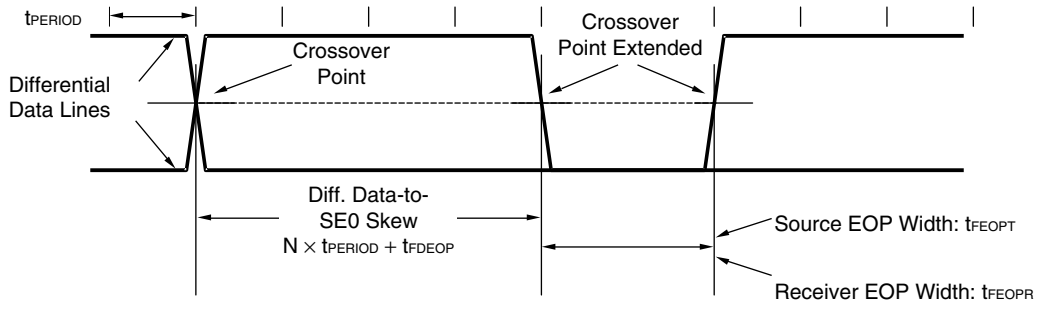 tPERIOD
Crossover
Point
Crossover
Point Extended
Differential
Data Lines
Diff. Data-to-
SE0 Skew
N × tPERIOD + tFDEOP
Source EOP Width: tFEOPT
Receiver EOP Width: tFEOPR